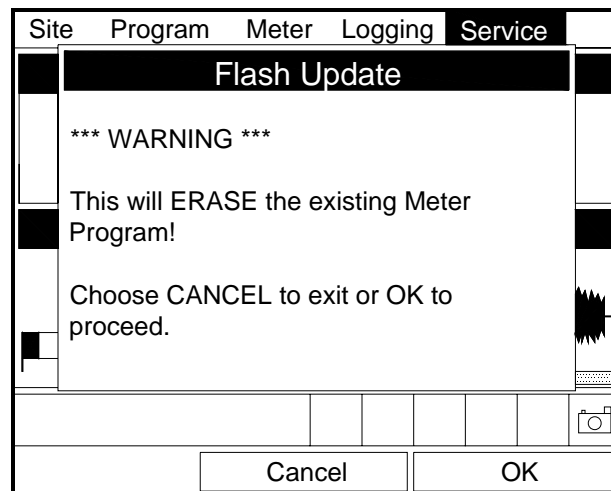 Site Program Meter Logging Service
Flash Update
*** WARNING ***
This will ERASE the existing Meter
Program!
Choose CANCEL to exit or OK to
proceed.
Cancel OK